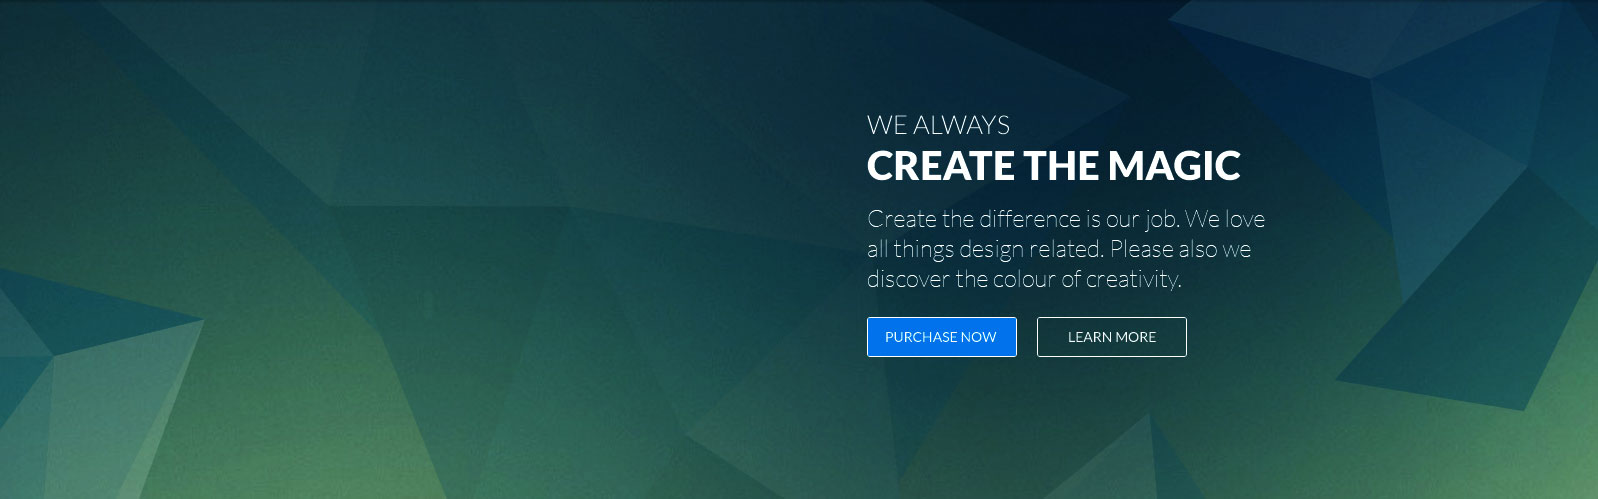 WE ALWAYS
CREATE THE MAGIC
Create the difference is our job. We love
all things design related. Please also we
discover the colour of creativity.
PURCHASE NOW
LEARN MORE